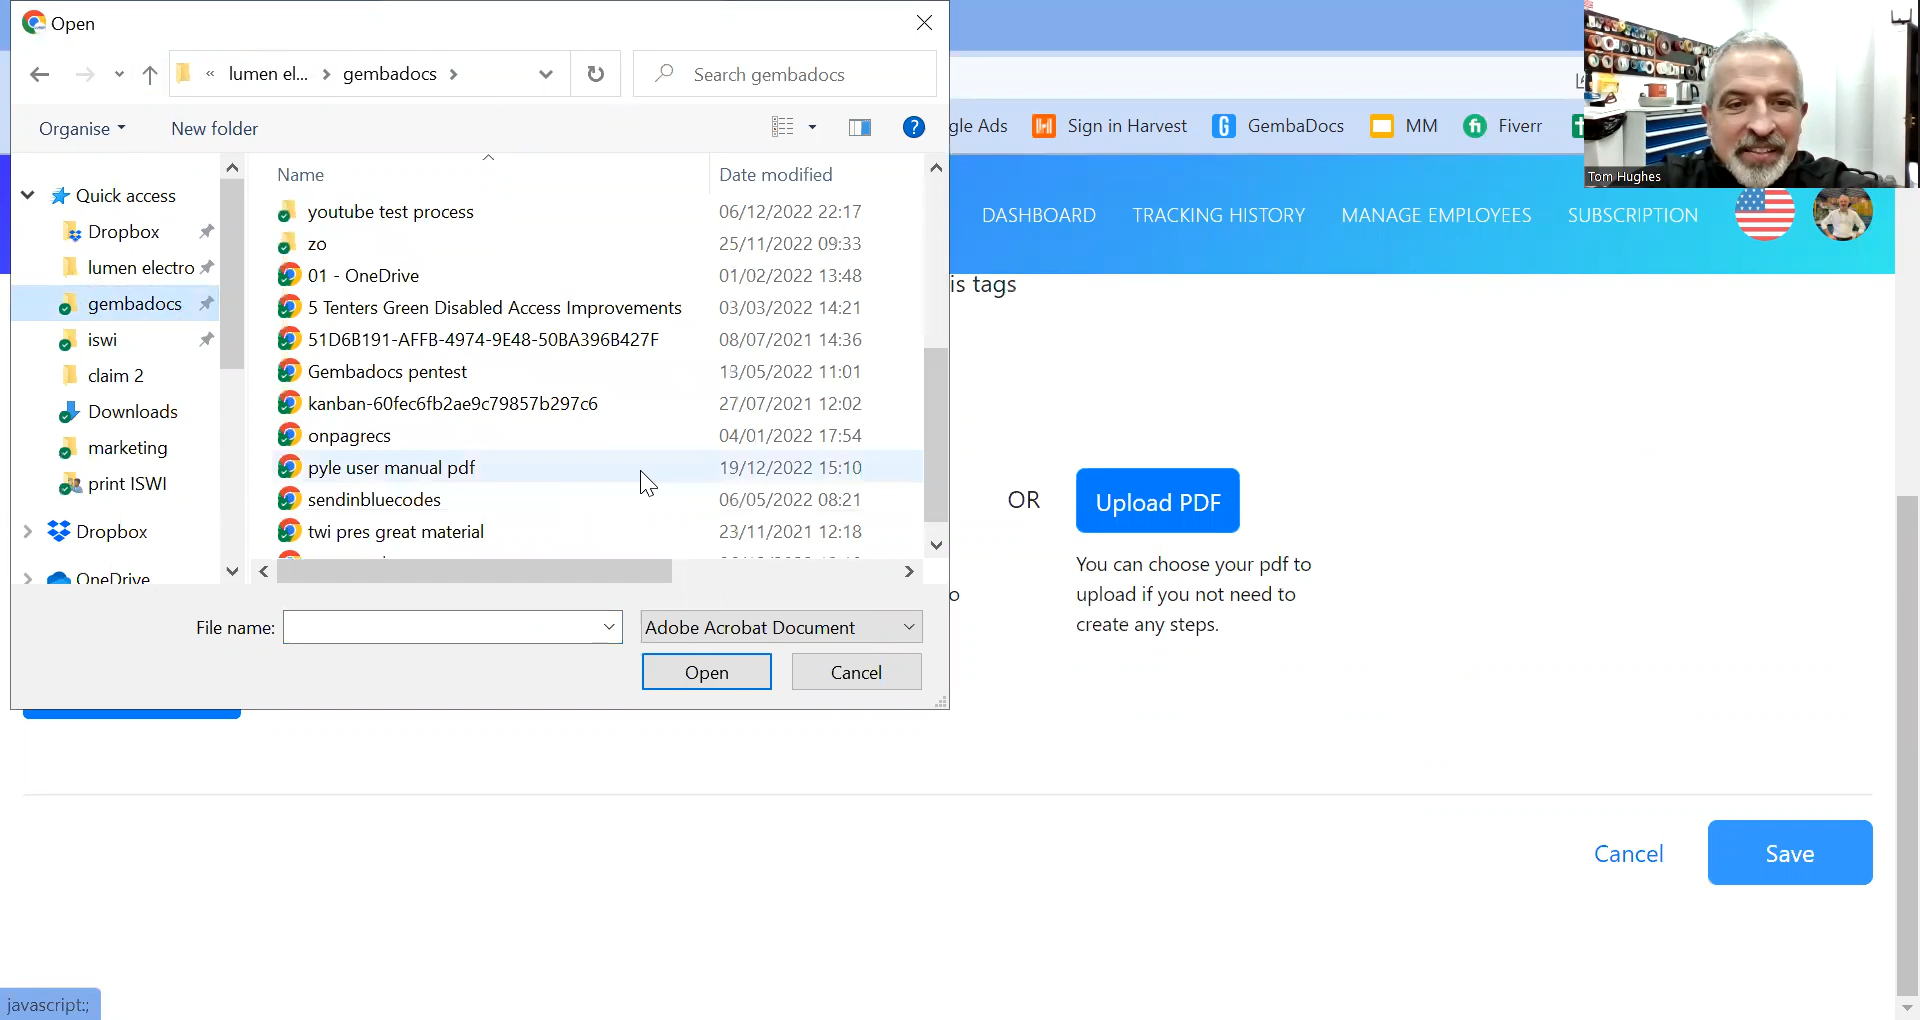 Open
« lumen el... > gembadocs >
Search gembadocs
Organise
New folder
?
Name
Date modified
Quick access
Dropbox
lumen electro
gembadocs
iswi
claim 2
Downloads
marketing
print ISWI
Dropbox
OneDrive
youtube test process 06/12/2022 22:17
zo 25/11/2022 09:33
01 - OneDrive 01/02/2022 13:48
5 Tenters Green Disabled Access Improvements 03/03/2022 14:21
51D6B191-AFFB-4974-9E48-50BA396B427F 08/07/2021 14:36
Gembadocs pentest 13/05/2022 11:01
kanban-60fec6fb2ae9c79857b297c6 27/07/2021 12:02
onpagrecs 04/01/2022 17:54
pyle user manual pdf 19/12/2022 15:10
sendinbluecodes 06/05/2022 08:21
twi pres great material 23/11/2021 12:18
File name:
Adobe Acrobat Document
Open
Cancel
gle Ads
Sign in Harvest
GembaDocs
MM
Fiverr
Tom Hughes
DASHBOARD
TRACKING HISTORY
MANAGE EMPLOYEES
SUBSCRIPTION
is tags
OR
Upload PDF
You can choose your pdf to
upload if you not need to
create any steps.
o
Cancel
Save
javascript:;